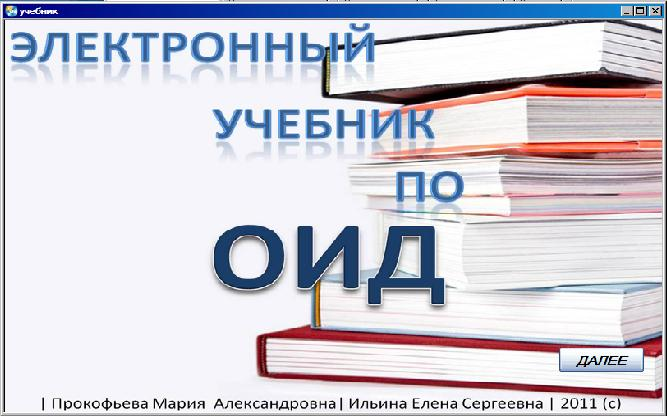 учебник
ЭЛЕКТРОННЫЙ
УЧЕБНИК
ПО
ОИД
ДАЛЕЕ
| Прокофьева Мария Александровна| Ильина Елена Сергеевна | 2011 (c)